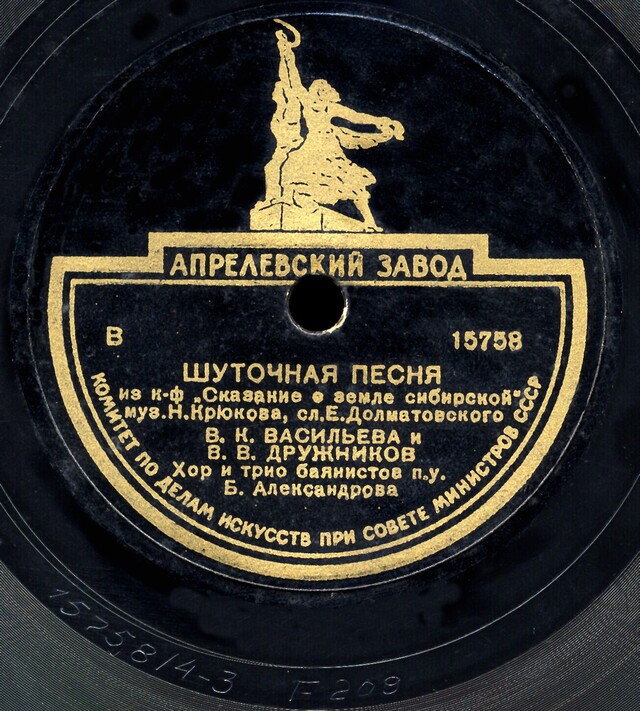 АПРЕЛЕВСКИЙ ЗАВОД
В 15758
ШУТОЧНАЯ ПЕСНЯ
из к-ф „Сказание о земле сибирской"
муз.Н.Крюкова, сл.Е.Долматовского
В. К. ВАСИЛЬЕВА и
В. В. ДРУЖНИКОВ
Хор и трио баянистов п.у.
Б. Александрова
КОМИТЕТ ПО ДЕЛАМ ИСКУССТВ ПРИ СОВЕТЕ МИНИСТРОВ СССР
15758/4-3 F 209